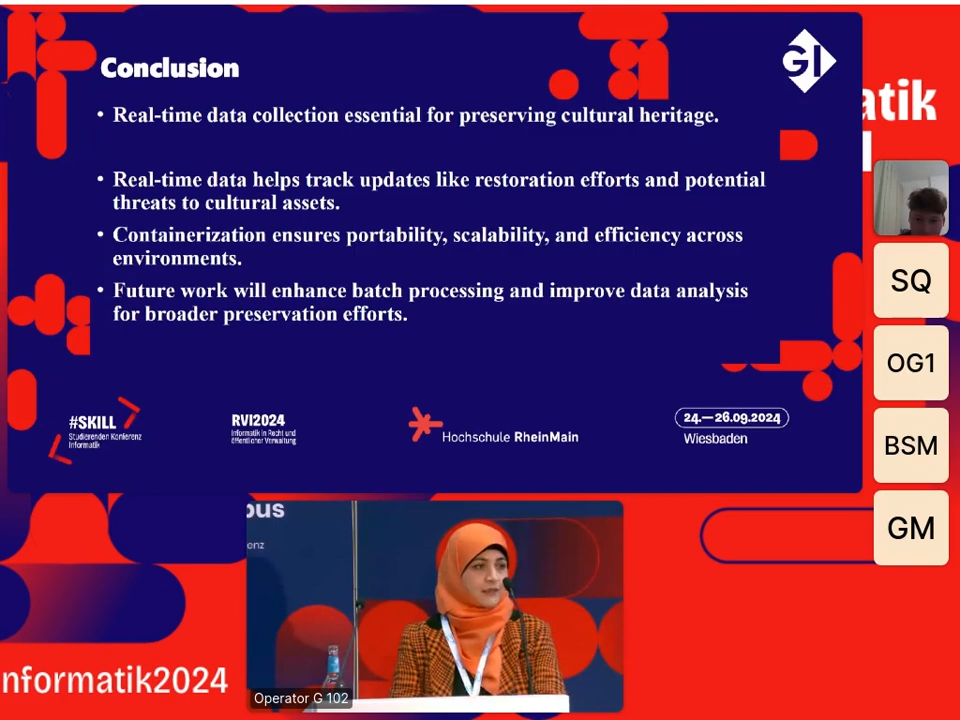 Conclusion
GI
• Real-time data collection essential for preserving cultural heritage.
• Real-time data helps track updates like restoration efforts and potential
threats to cultural assets.
• Containerization ensures portability, scalability, and efficiency across
environments.
• Future work will enhance batch processing and improve data analysis
for broader preservation efforts.
#SKILL
Studierenden Konferenz
Informatik
RVI2024
Informatik in Recht und
öffentlicher Verwaltung
Hochschule RheinMain
24.—26.09.2024
Wiesbaden
atik
SQ
OG1
BSM
GM
ous
enz
Operator G 102
nformatik2024